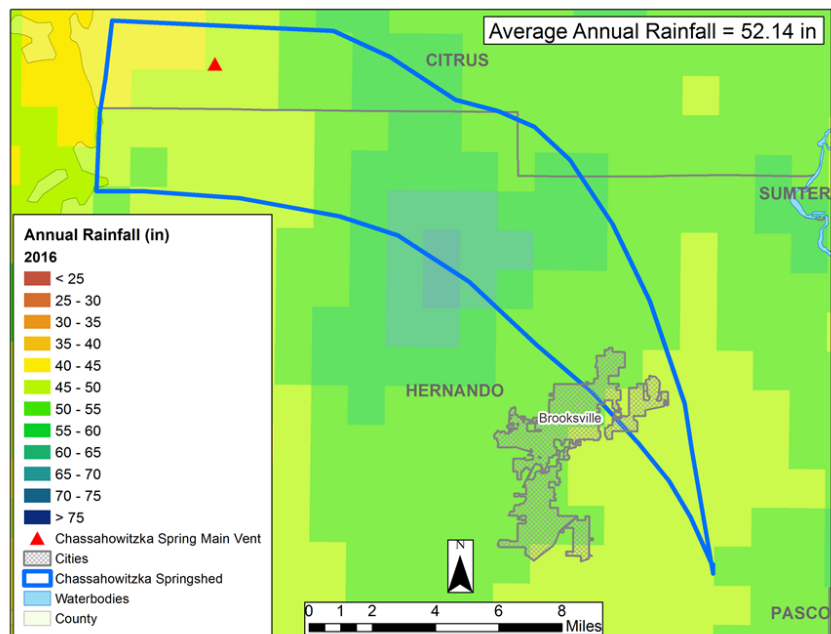 Average Annual Rainfall = 52.14 in
CITRUS
SUMTER
HERNANDO
Brooksville
PASCO
Annual Rainfall (in)
2016
< 25
25 - 30
30 - 35
35 - 40
40 - 45
45 - 50
50 - 55
55 - 60
60 - 65
65 - 70
70 - 75
> 75
Chassahowitzka Spring Main Vent
Cities
Chassahowitzka Springshed
Waterbodies
County
N
0 1 2 4 6 8
Miles